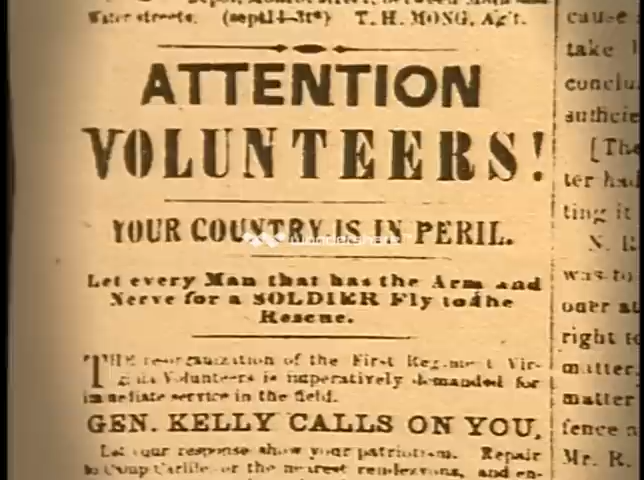 Water streets. (sept14-3t*) T. H. MONG, Ag't.
ATTENTION
VOLUNTEERS!
YOUR COUNTRY IS IN PERIL.
Let every Man that has the Arm and
Nerve for a SOLDIER Fly to the
Rescue.
THE re-organization of the First Regiment Vir-
ginia Volunteers is imperatively demanded for
immediate service in the field.
GEN. KELLY CALLS ON YOU,
Let your response show your patriotism. Repair
to Camp Carlile or the nearest rendezvous, and en-
cause
take
conclu
sufficie
[The
ter had
ting it
N. R
was to
oner at
right to
matter.
matter
fence a
Mr. R.